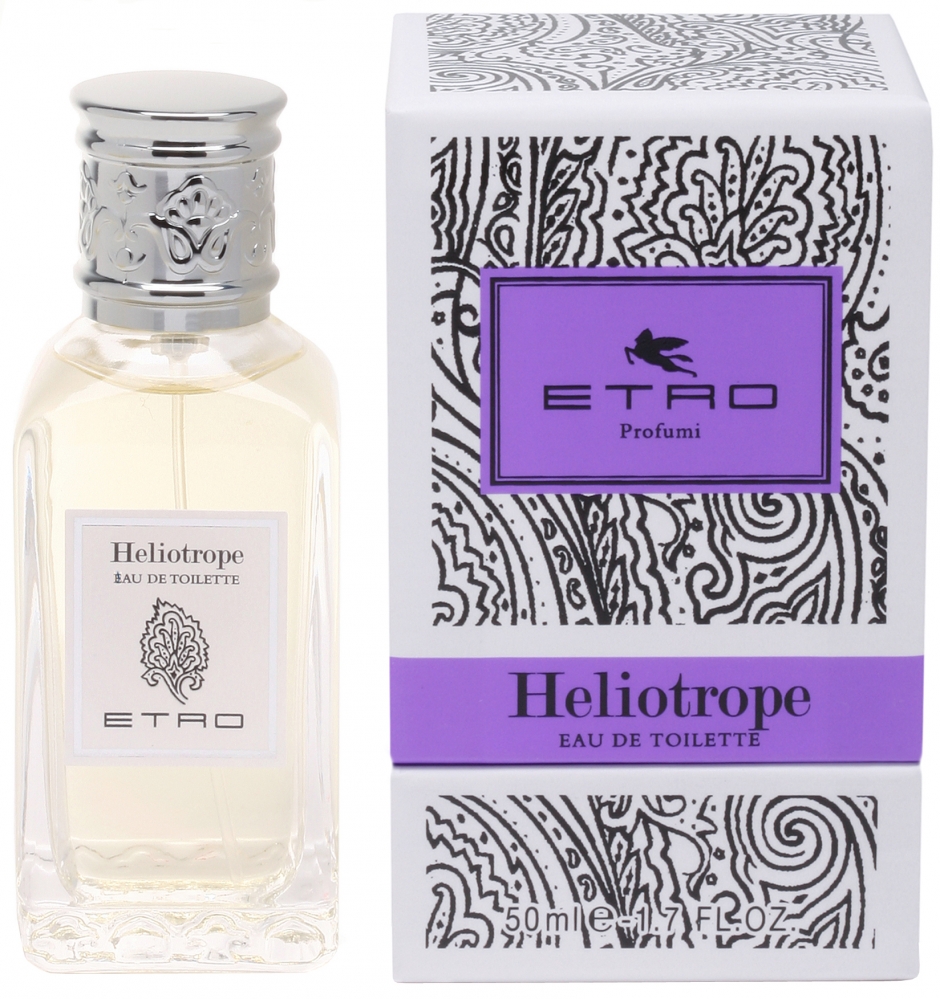 Heliotrope
EAU DE TOILETTE
ETRO
ETRO
Profumi
Heliotrope
EAU DE TOILETTE
50ml e-1.7 FL.OZ.